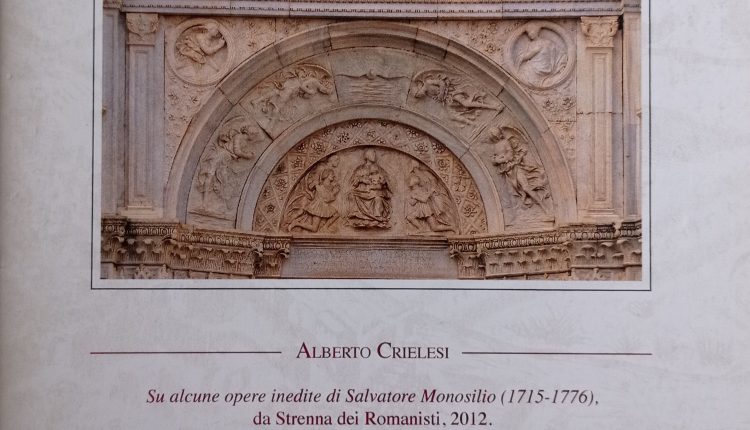 ALBERTO CRIELESI
Su alcune opere inedite di Salvatore Monosilio (1715-1776),
da Strenna dei Romanisti, 2012.